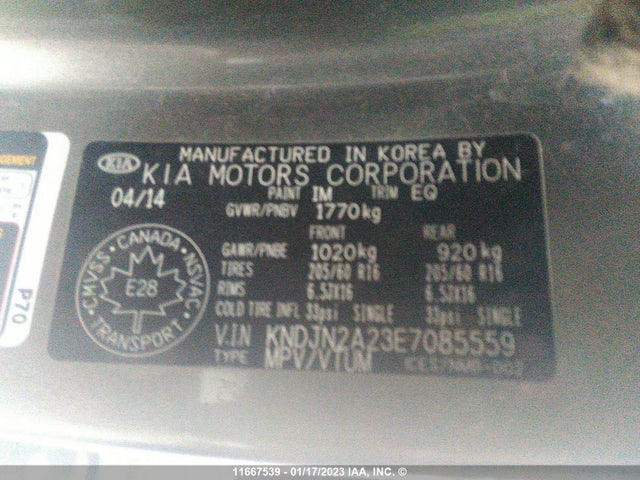 MANUFACTURED IN KOREA BY
KIA KIA MOTORS CORPORATION
04/14 PAINT IM TRIM EQ
GVWR/PNBV 1770kg
FRONT REAR
GAWR/PNBE 1020kg 920kg
TIRES 205/60 R16 205/60 R16
RIMS 6.5JX16 6.5JX16
COLD TIRE INFL 33psi SINGLE 33psi SINGLE
V.IN KNDJN2A23E7085559
TYPE MPV/VTUM
CMVSS · CANADA · NSVAC
E28
TRANSPORT
P70
11667539 - 01/17/2023 IAA, INC. ©